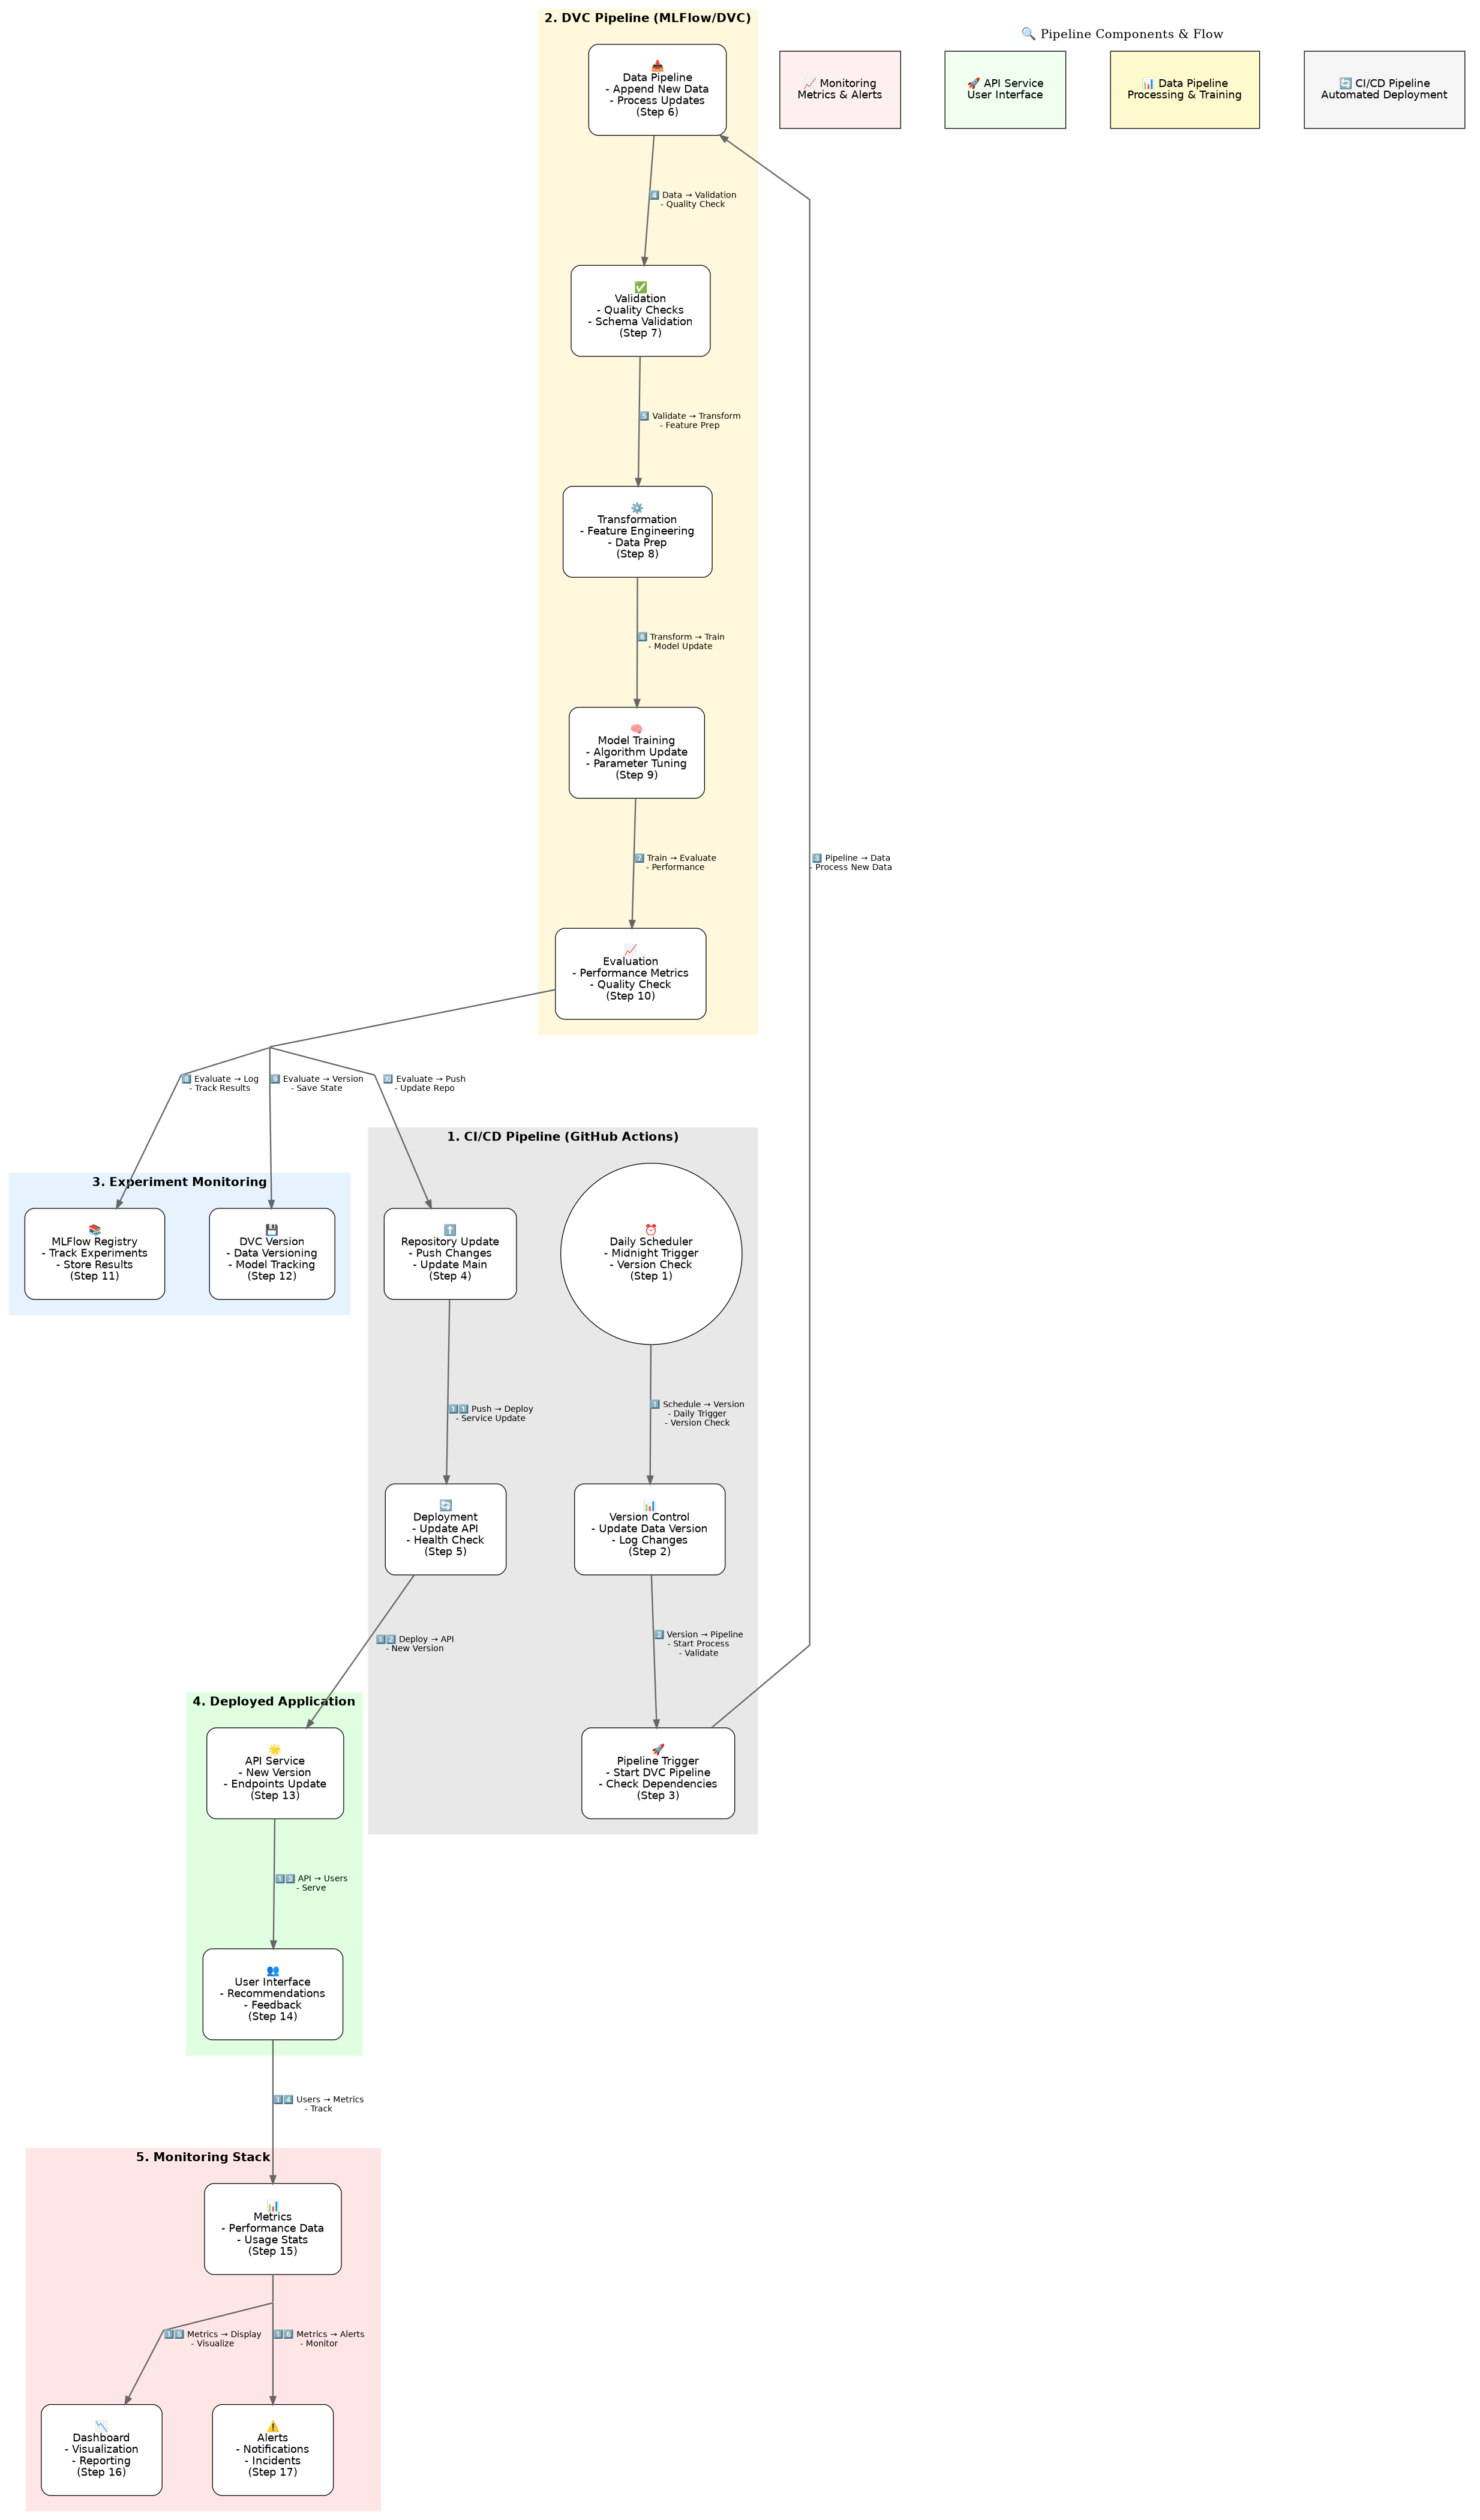 2. DVC Pipeline (MLFlow/DVC)
📥
Data Pipeline
- Append New Data
- Process Updates
(Step 6)
🔍 Pipeline Components & Flow
📈 Monitoring
Metrics & Alerts
🚀 API Service
User Interface
📊 Data Pipeline
Processing & Training
🔄 CI/CD Pipeline
Automated Deployment
4️⃣ Data → Validation
- Quality Check
✅
Validation
- Quality Checks
- Schema Validation
(Step 7)
5️⃣ Validate → Transform
- Feature Prep
⚙️
Transformation
- Feature Engineering
- Data Prep
(Step 8)
6️⃣ Transform → Train
- Model Update
🧠
Model Training
- Algorithm Update
- Parameter Tuning
(Step 9)
7️⃣ Train → Evaluate
- Performance
3️⃣ Pipeline → Data
- Process New Data
📈
Evaluation
- Performance Metrics
- Quality Check
(Step 10)
8️⃣ Evaluate → Log
- Track Results
9️⃣ Evaluate → Version
- Save State
🔟 Evaluate → Push
- Update Repo
1. CI/CD Pipeline (GitHub Actions)
3. Experiment Monitoring
📚
MLFlow Registry
- Track Experiments
- Store Results
(Step 11)
💾
DVC Version
- Data Versioning
- Model Tracking
(Step 12)
⬆️
Repository Update
- Push Changes
- Update Main
(Step 4)
⏰
Daily Scheduler
- Midnight Trigger
- Version Check
(Step 1)
1️⃣1️⃣ Push → Deploy
- Service Update
1️⃣ Schedule → Version
- Daily Trigger
- Version Check
🔄
Deployment
- Update API
- Health Check
(Step 5)
📊
Version Control
- Update Data Version
- Log Changes
(Step 2)
1️⃣2️⃣ Deploy → API
- New Version
2️⃣ Version → Pipeline
- Start Process
- Validate
4. Deployed Application
🌟
API Service
- New Version
- Endpoints Update
(Step 13)
🚀
Pipeline Trigger
- Start DVC Pipeline
- Check Dependencies
(Step 3)
1️⃣3️⃣ API → Users
- Serve
👥
User Interface
- Recommendations
- Feedback
(Step 14)
1️⃣4️⃣ Users → Metrics
- Track
5. Monitoring Stack
📊
Metrics
- Performance Data
- Usage Stats
(Step 15)
1️⃣5️⃣ Metrics → Display
- Visualize
1️⃣6️⃣ Metrics → Alerts
- Monitor
📉
Dashboard
- Visualization
- Reporting
(Step 16)
⚠️
Alerts
- Notifications
- Incidents
(Step 17)